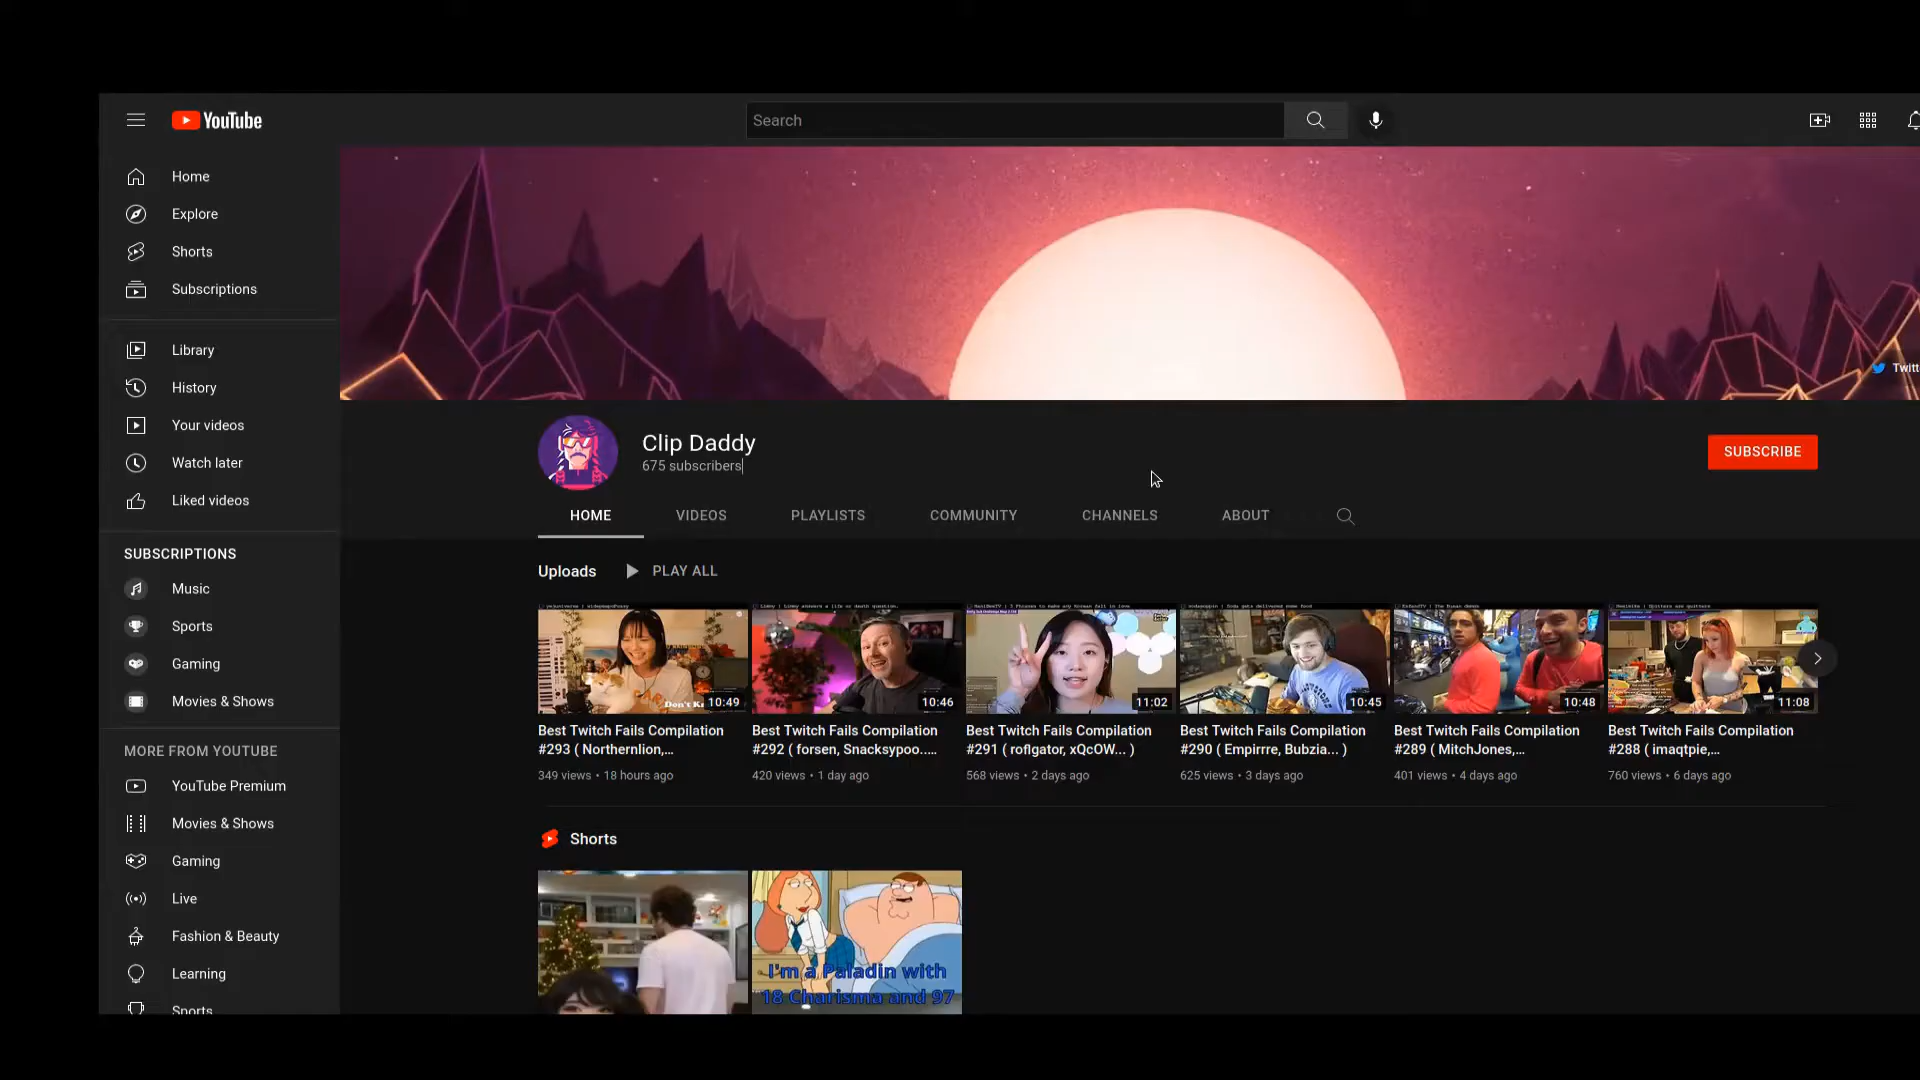 YouTube
Search
Home
Explore
Shorts
Subscriptions
Library
History
Your videos
Watch later
Liked videos
SUBSCRIPTIONS
Music
Sports
Gaming
Movies & Shows
MORE FROM YOUTUBE
YouTube Premium
Movies & Shows
Gaming
Live
Fashion & Beauty
Learning
Sports
Twitt
Clip Daddy
675 subscribers
SUBSCRIBE
HOME
VIDEOS
PLAYLISTS
COMMUNITY
CHANNELS
ABOUT
Uploads
PLAY ALL
10:49
Best Twitch Fails Compilation
#293 ( Northernlion,...
349 views • 18 hours ago
10:46
Best Twitch Fails Compilation
#292 ( forsen, Snacksypoo.....
420 views • 1 day ago
11:02
Best Twitch Fails Compilation
#291 ( roflgator, xQcOW... )
568 views • 2 days ago
10:45
Best Twitch Fails Compilation
#290 ( Empirrre, Bubzia... )
625 views • 3 days ago
10:48
Best Twitch Fails Compilation
#289 ( MitchJones,...
401 views • 4 days ago
11:08
Best Twitch Fails Compilation
#288 ( imaqtpie,...
760 views • 6 days ago
Shorts
I'm a Paladin with
18 Charisma and 97